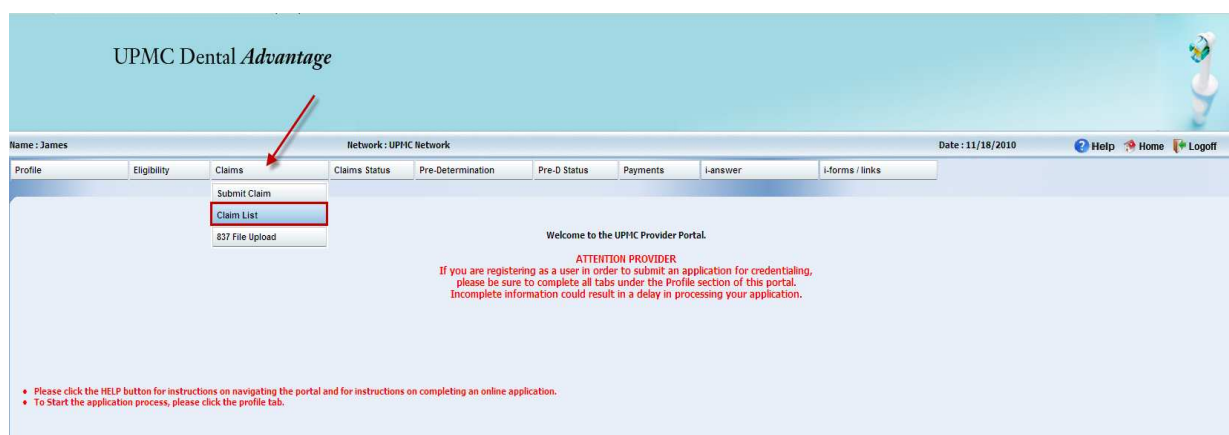 UPMC Dental Advantage
Name : James Network : UPMC Network Date : 11/18/2010 Help Home Logoff
Profile Eligibility Claims Claims Status Pre-Determination Pre-D Status Payments i-answer i-forms / links
Submit Claim
Claim List
837 File Upload
Welcome to the UPMC Provider Portal.
ATTENTION PROVIDER
If you are registering as a user in order to submit an application for credentialing,
please be sure to complete all tabs under the Profile section of this portal.
Incomplete information could result in a delay in processing your application.
• Please click the HELP button for instructions on navigating the portal and for instructions on completing an online application.
• To Start the application process, please click the profile tab.